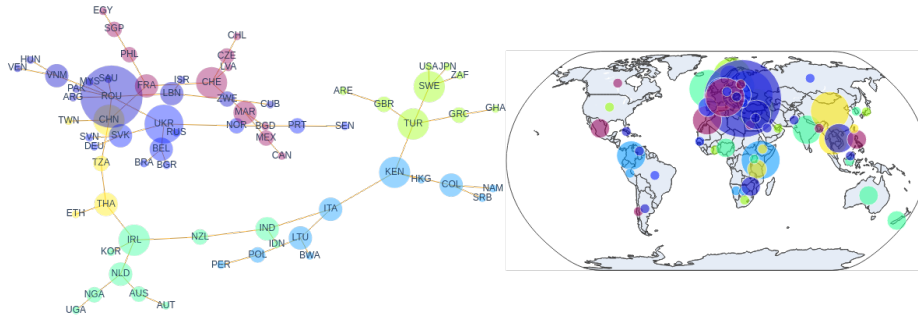 EGY
SGP
CHL
PHL
CZE
LVA
HUN
VEN
VNM
SAU
MYS
PAK
ARG
ROU
FRA
ISR
LBN
CHE
ZWE
CUB
USA
JPN
SWE
ZAF
ARE
GBR
GRC
GHA
TUR
TWN
CHN
SVN
SVK
DEU
UKR
RUS
BEL
BRA
BGR
NOR
MAR
BGD
MEX
PRT
SEN
CAN
TZA
THA
ETH
KEN
HKG
COL
NAM
SRB
ITA
IND
IDN
LTU
BWA
POL
PER
NZL
IRL
KOR
NLD
NGA
AUS
UGA
AUT